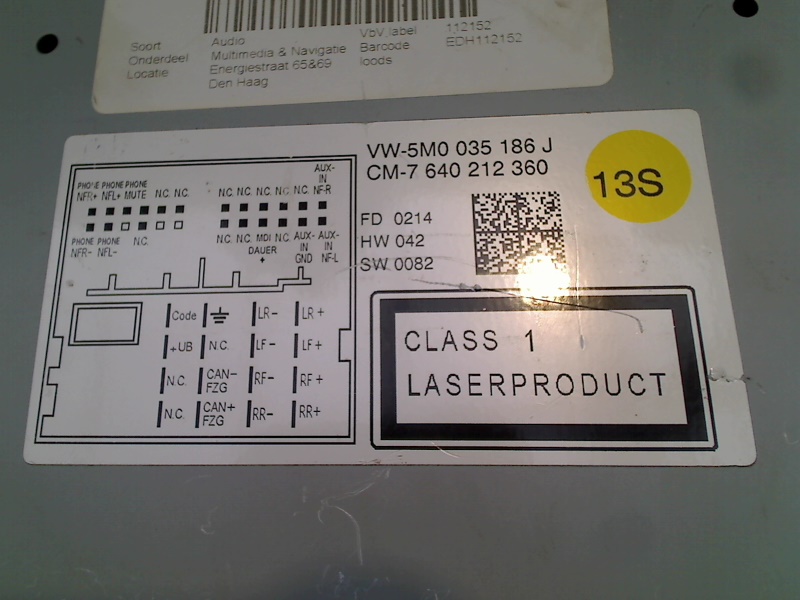 Soort Audio VbV label 112152
Onderdeel Multimedia & Navigatie Barcode EDH112152
Locatie Energiestraat 65&69 loods
Den Haag
VW-5M0 035 186 J
CM-7 640 212 360
13S
FD 0214
HW 042
SW 0082
CLASS 1
LASERPRODUCT
AUX-
PHONE PHONE PHONE N.C. N.C. N.C. N.C. N.C. IN
NFR+ NFL+ MUTE N.C. N.C. NF-R
PHONE PHONE N.C. N.C. N.C. MDI N.C. AUX- AUX-
NFR- NFL- DAUER IN IN
+ GND NF-L
Code LR- LR+
+UB N.C. LF- LF+
N.C. CAN- FZG RF- RF+
N.C. CAN+ FZG RR- RR+